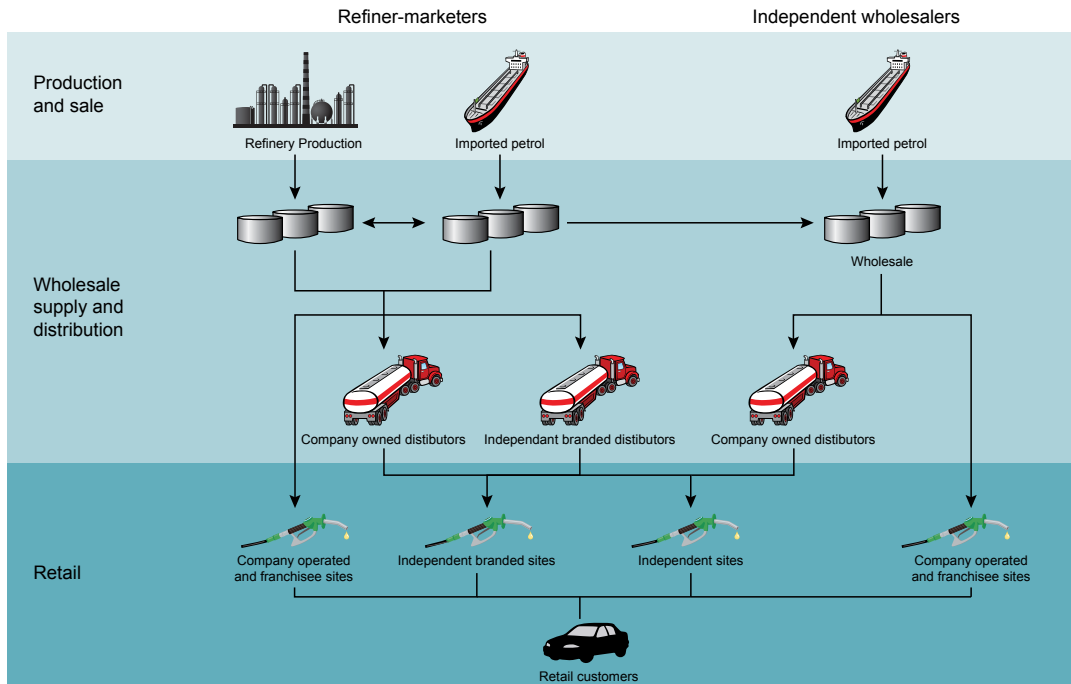 Refiner-marketers
Independent wholesalers
Production
and sale
Refinery Production
Imported petrol
Imported petrol
Wholesale
Wholesale
supply and
distribution
Company owned distibutors
Independant branded distibutors
Company owned distibutors
Retail
Company operated
and franchisee sites
Independent branded sites
Independent sites
Company operated
and franchisee sites
Retail customers